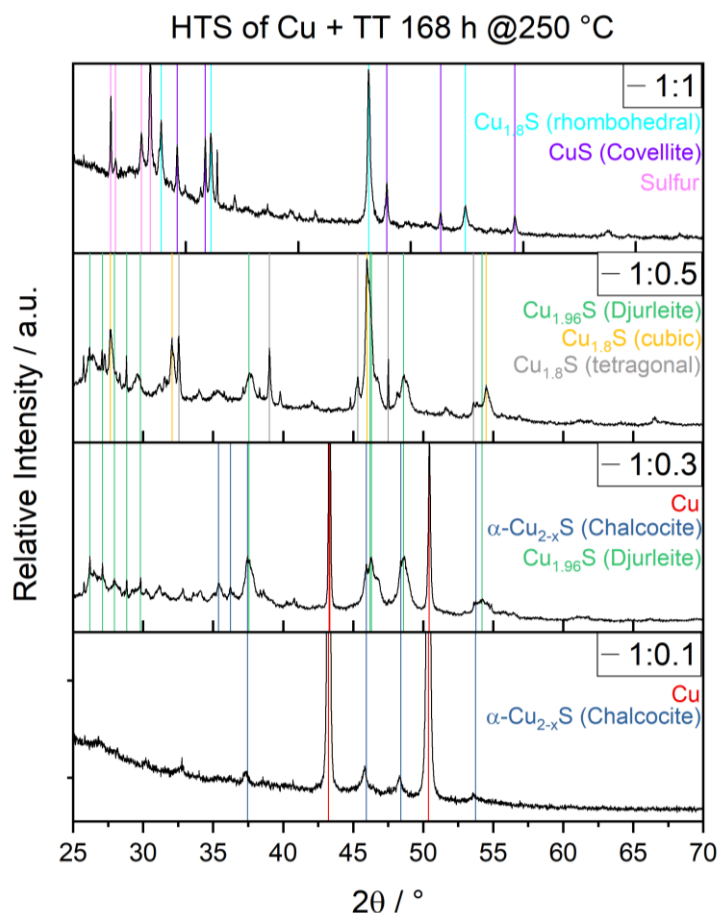 HTS of Cu + TT 168 h @250 °C
— 1:1
Cu1.8S (rhombohedral)
CuS (Covellite)
Sulfur
— 1:0.5
Cu1.96S (Djurleite)
Cu1.8S (cubic)
Cu1.8S (tetragonal)
— 1:0.3
Cu
α-Cu2-xS (Chalcocite)
Cu1.96S (Djurleite)
— 1:0.1
Cu
α-Cu2-xS (Chalcocite)
Relative Intensity / a.u.
25 30 35 40 45 50 55 60 65 70
2θ / °